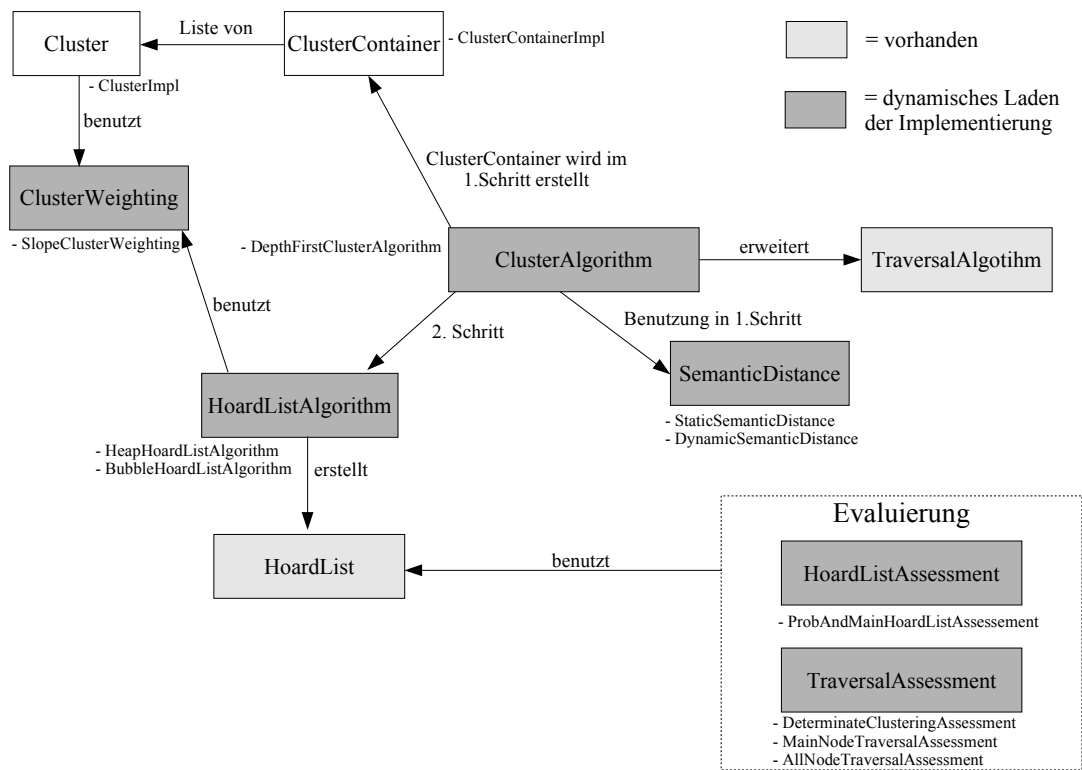 Cluster
Liste von
ClusterContainer
- ClusterContainerImpl
= vorhanden
- ClusterImpl
benutzt
= dynamisches Laden
der Implementierung
ClusterContainer wird im
1.Schritt erstellt
ClusterWeighting
- SlopeClusterWeighting
- DepthFirstClusterAlgorithm
ClusterAlgorithm
erweitert
TraversalAlgotihm
benutzt
2. Schritt
Benutzung in 1.Schritt
SemanticDistance
- StaticSemanticDistance
- DynamicSemanticDistance
HoardListAlgorithm
- HeapHoardListAlgorithm
- BubbleHoardListAlgorithm
erstellt
HoardList
benutzt
Evaluierung
HoardListAssessment
- ProbAndMainHoardListAssessement
TraversalAssessment
- DeterminateClusteringAssessment
- MainNodeTraversalAssessment
- AllNodeTraversalAssessment